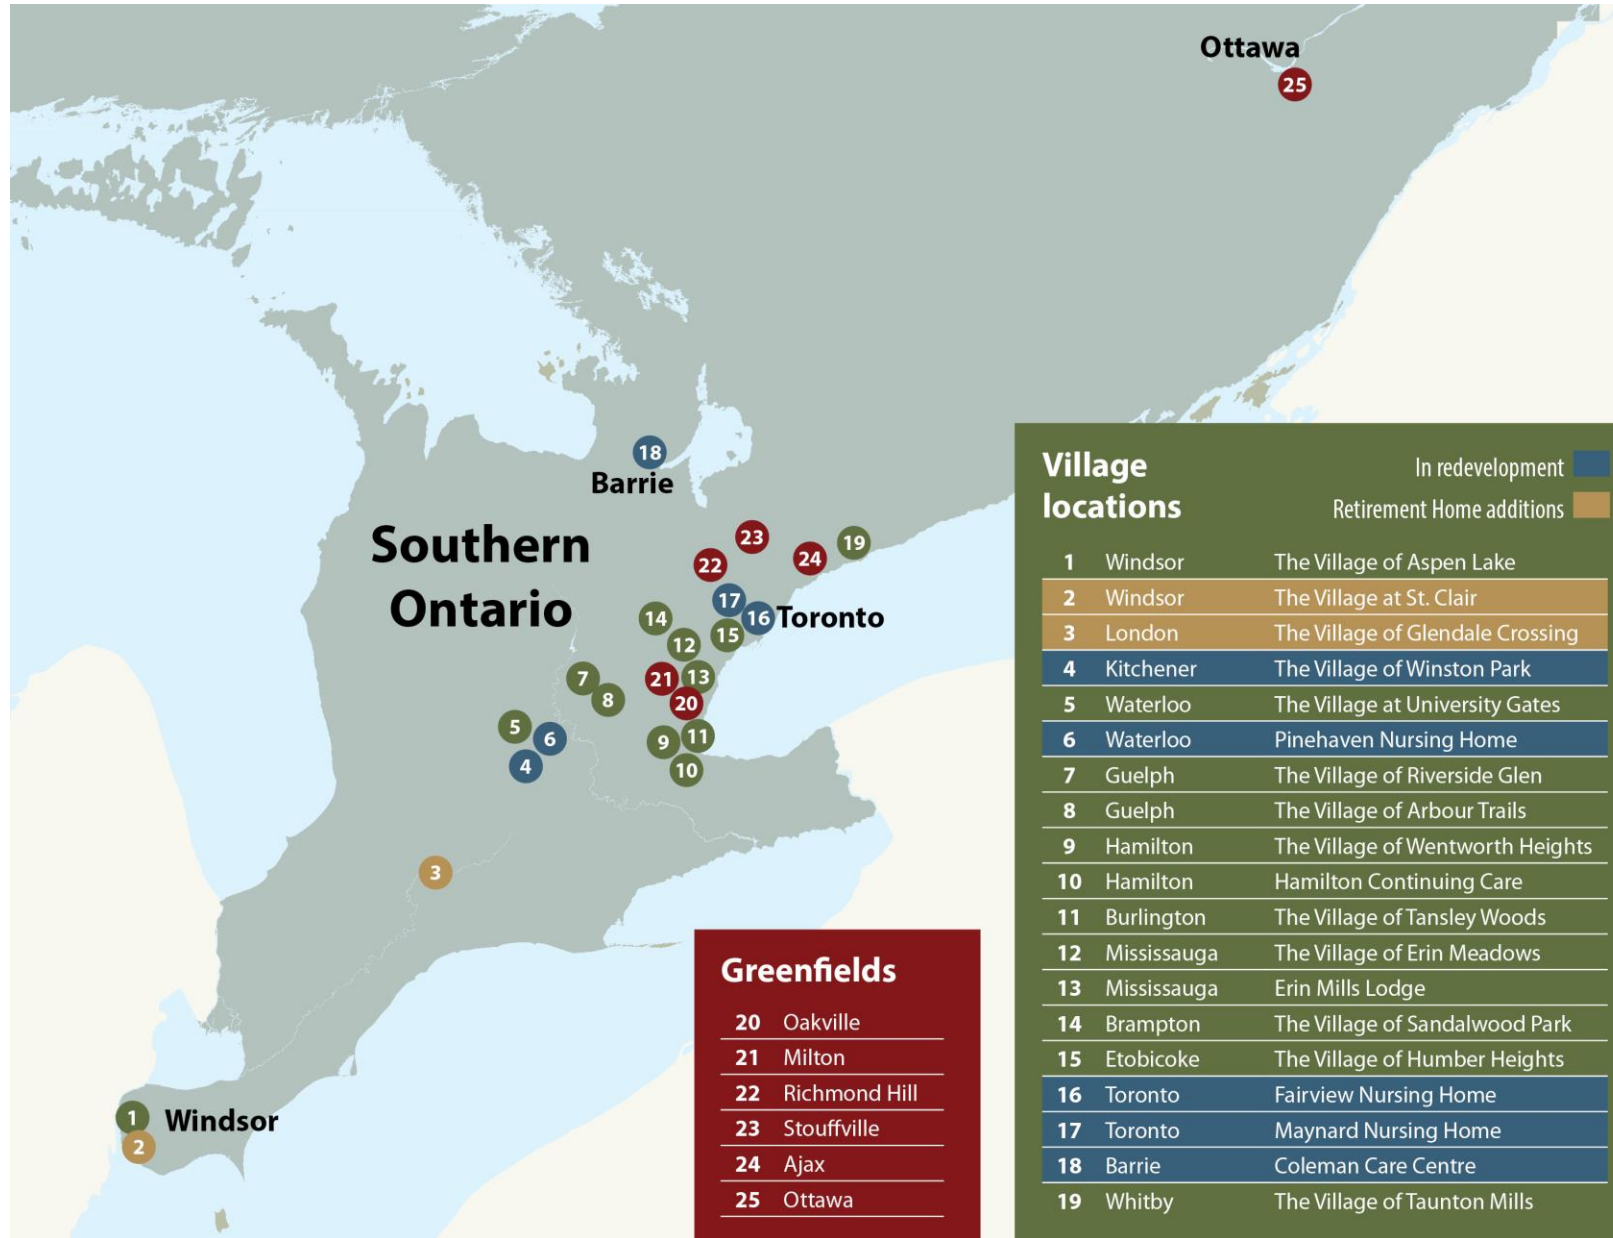 Ottawa
25
18
Barrie
Southern
Ontario
23
19
22
24
17
14
16 Toronto
15
12
7
21
13
8
20
5
6
9
11
4
10
3
1
Windsor
2
Village
locations
In redevelopment
Retirement Home additions
1 Windsor The Village of Aspen Lake
2 Windsor The Village at St. Clair
3 London The Village of Glendale Crossing
4 Kitchener The Village of Winston Park
5 Waterloo The Village at University Gates
6 Waterloo Pinehaven Nursing Home
7 Guelph The Village of Riverside Glen
8 Guelph The Village of Arbour Trails
9 Hamilton The Village of Wentworth Heights
10 Hamilton Hamilton Continuing Care
11 Burlington The Village of Tansley Woods
12 Mississauga The Village of Erin Meadows
13 Mississauga Erin Mills Lodge
14 Brampton The Village of Sandalwood Park
15 Etobicoke The Village of Humber Heights
16 Toronto Fairview Nursing Home
17 Toronto Maynard Nursing Home
18 Barrie Coleman Care Centre
19 Whitby The Village of Taunton Mills
Greenfields
20 Oakville
21 Milton
22 Richmond Hill
23 Stouffville
24 Ajax
25 Ottawa